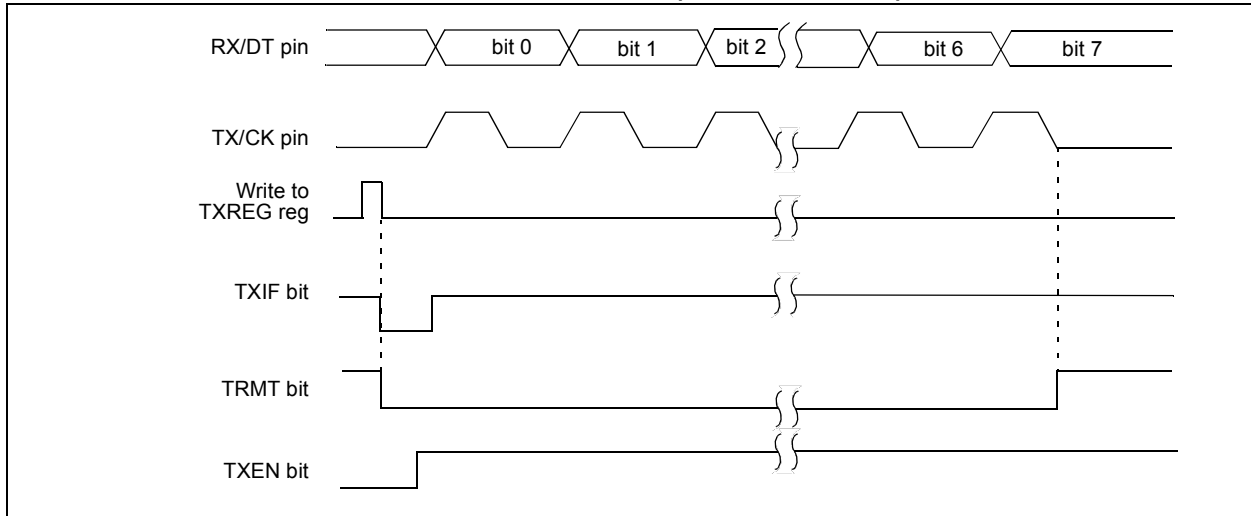 RX/DT pin
bit 0
bit 1
bit 2
bit 6
bit 7
TX/CK pin
Write to
TXREG reg
TXIF bit
TRMT bit
TXEN bit